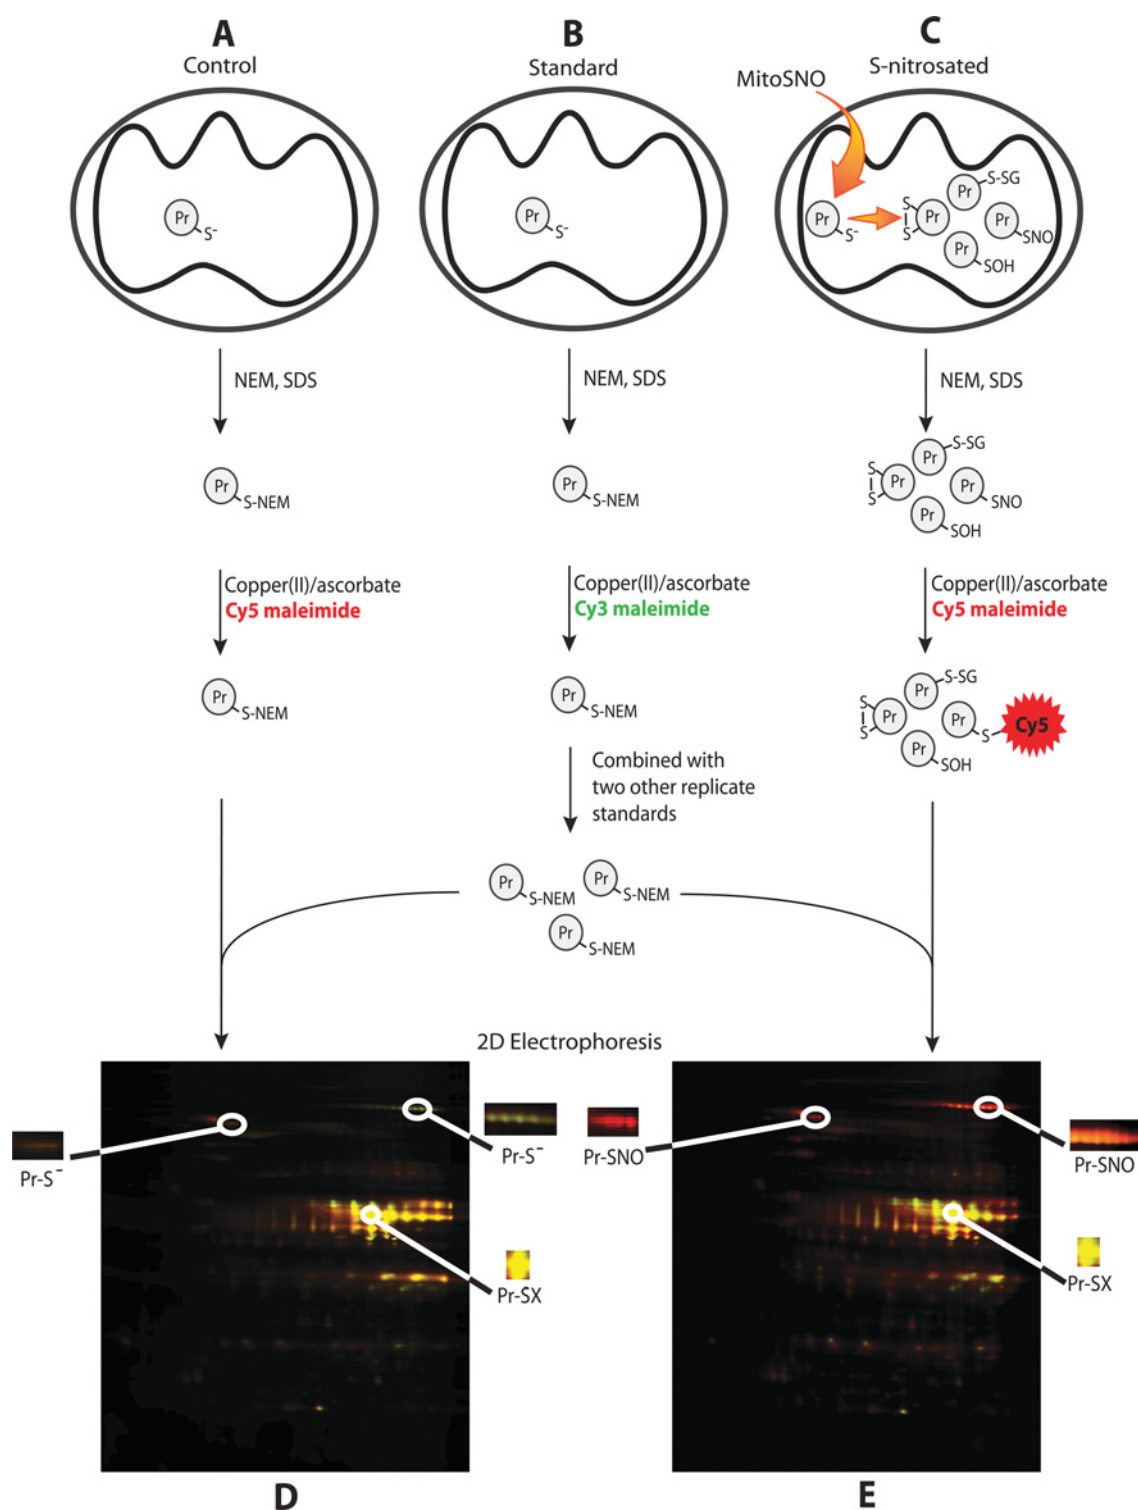 A
Control
B
Standard
C
S-nitrosated
MitoSNO
Pr
S⁻
Pr
S⁻
Pr
S⁻
S
S
Pr
Pr
S-SG
Pr
SNO
Pr
SOH
NEM, SDS
NEM, SDS
NEM, SDS
Pr
S-NEM
Pr
S-NEM
S
S
Pr
Pr
S-SG
Pr
SNO
Pr
SOH
Copper(II)/ascorbate
Cy5 maleimide
Copper(II)/ascorbate
Cy3 maleimide
Copper(II)/ascorbate
Cy5 maleimide
Pr
S-NEM
Pr
S-NEM
S
S
Pr
Pr
S-SG
Pr
S
Cy5
Pr
SOH
Combined with
two other replicate
standards
Pr
S-NEM
Pr
S-NEM
Pr
S-NEM
2D Electrophoresis
Pr-S⁻
Pr-S⁻
Pr-SX
Pr-SNO
Pr-SNO
Pr-SX
D
E